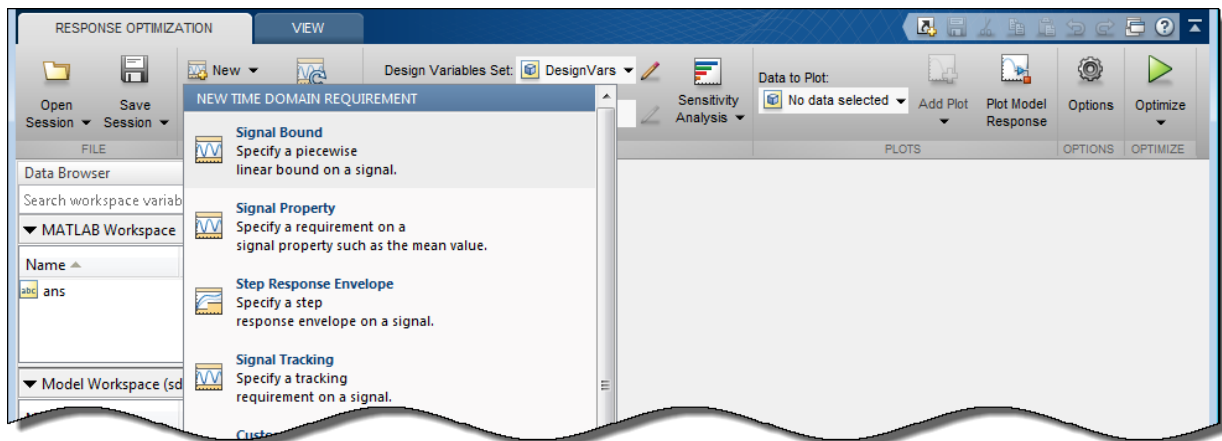 RESPONSE OPTIMIZATION
VIEW
New
Design Variables Set:
DesignVars
Data to Plot:
No data selected
Open
Session
Save
Session
Sensitivity
Analysis
Add Plot
Plot Model
Response
Options
Optimize
FILE
PLOTS
OPTIONS
OPTIMIZE
NEW TIME DOMAIN REQUIREMENT
Signal Bound
Specify a piecewise
linear bound on a signal.
Signal Property
Specify a requirement on a
signal property such as the mean value.
Step Response Envelope
Specify a step
response envelope on a signal.
Signal Tracking
Specify a tracking
requirement on a signal.
Data Browser
Search workspace variab
MATLAB Workspace
Name
abc ans
Model Workspace (sd